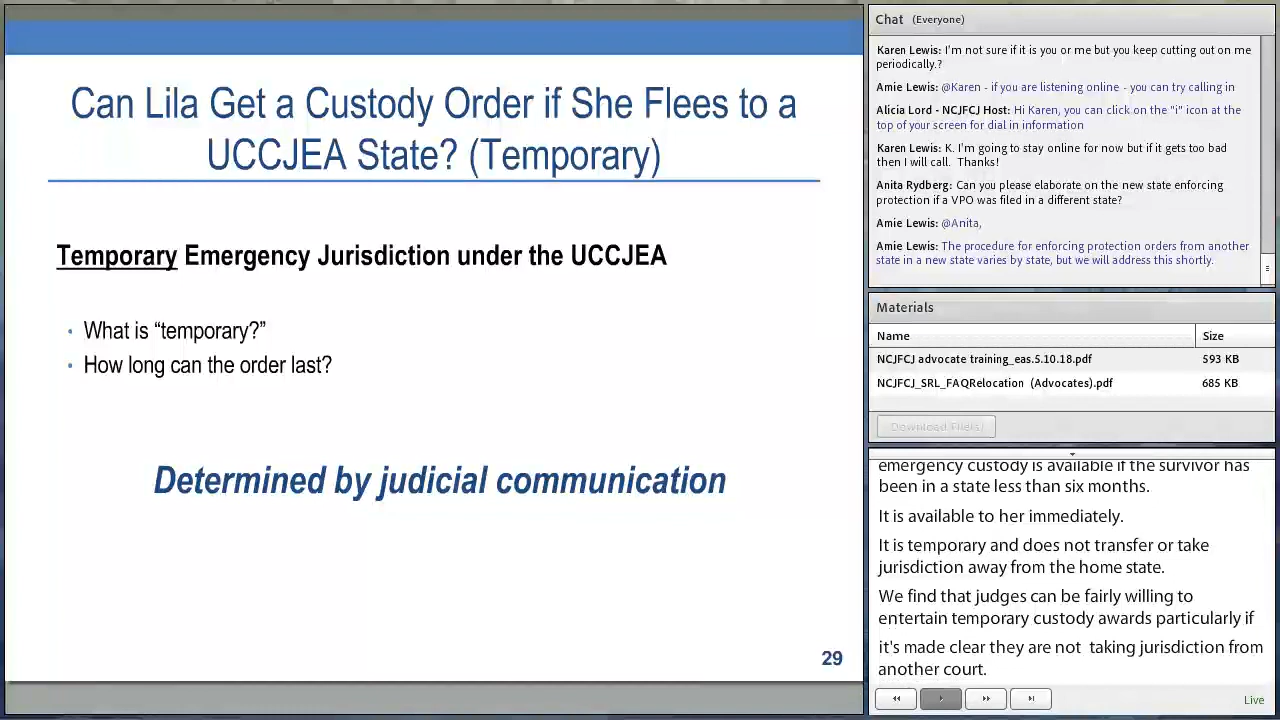 Can Lila Get a Custody Order if She Flees to a
UCCJEA State? (Temporary)
Temporary Emergency Jurisdiction under the UCCJEA
• What is “temporary?”
• How long can the order last?
Determined by judicial communication
29
Chat (Everyone)
Karen Lewis: I'm not sure if it is you or me but you keep cutting out on me
periodically.?
Amie Lewis: @Karen - if you are listening online - you can try calling in
Alicia Lord - NCJFCJ Host: Hi Karen, you can click on the "i" icon at the
top of your screen for dial in information
Karen Lewis: K. I'm going to stay online for now but if it gets too bad
then I will call. Thanks!
Anita Rydberg: Can you please elaborate on the new state enforcing
protection if a VPO was filed in a different state?
Amie Lewis: @Anita,
Amie Lewis: The procedure for enforcing protection orders from another
state in a new state varies by state, but we will address this shortly.
Materials
Name Size
NCJFCJ advocate training_eas.5.10.18.pdf 593 KB
NCJFCJ_SRL_FAQRelocation (Advocates).pdf 685 KB
Download File(s)
emergency custody is available if the survivor has
been in a state less than six months.
It is available to her immediately.
It is temporary and does not transfer or take
jurisdiction away from the home state.
We find that judges can be fairly willing to
entertain temporary custody awards particularly if
it's made clear they are not taking jurisdiction from
another court.
Live